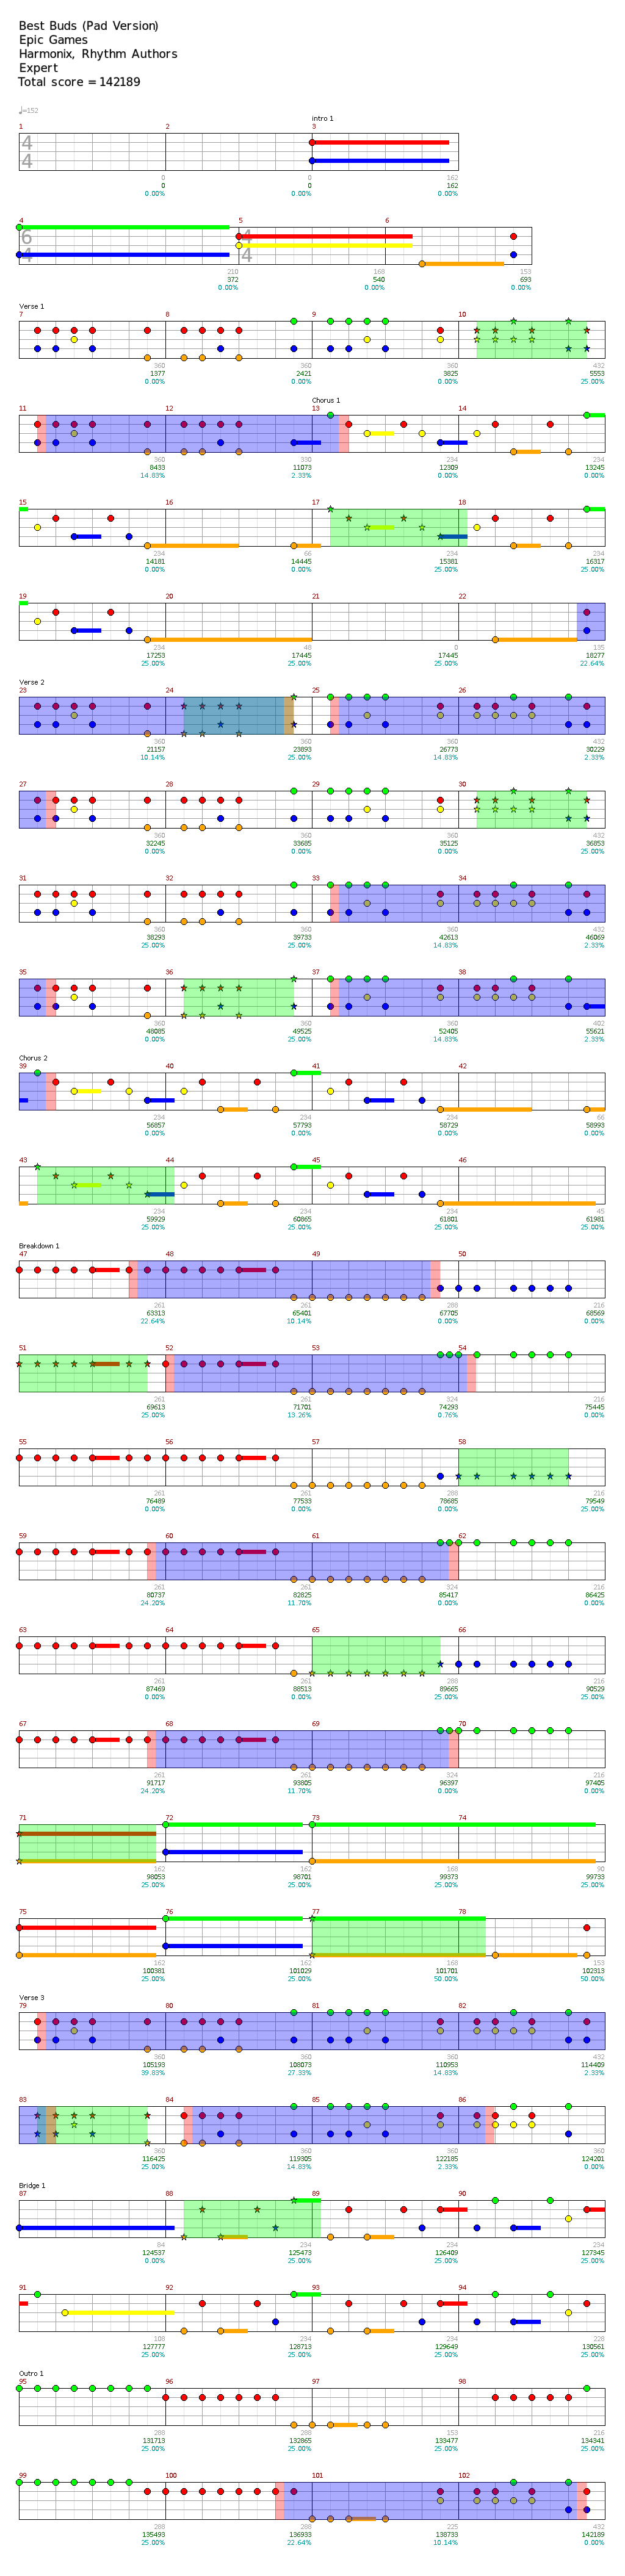 Best Buds (Pad Version)
Epic Games
Harmonix, Rhythm Authors
Expert
Total score = 142189
♩=152
intro 1
1 2 3
4
4
0 0 162
0 0 162
0.00% 0.00% 0.00%
4 5 6
6 4
4 4
210 168 153
372 540 693
0.00% 0.00% 0.00%
Verse 1
7 8 9 10
360 360 360 432
1377 2421 3825 5553
0.00% 0.00% 0.00% 25.00%
Chorus 1
11 12 13 14
360 330 234 234
8433 11073 12309 13245
14.83% 2.33% 0.00% 0.00%
15 16 17 18
234 66 234 234
14181 14445 15381 16317
0.00% 0.00% 25.00% 25.00%
19 20 21 22
234 48 0 135
17253 17445 17445 18277
25.00% 25.00% 25.00% 22.64%
Verse 2
23 24 25 26
360 360 360 432
21157 23893 26773 30229
10.14% 25.00% 14.83% 2.33%
27 28 29 30
360 360 360 432
32245 33685 35125 36853
0.00% 0.00% 0.00% 25.00%
31 32 33 34
360 360 360 432
38293 39733 42613 46069
25.00% 25.00% 14.83% 2.33%
35 36 37 38
360 360 360 402
48085 49525 52405 55621
0.00% 25.00% 14.83% 2.33%
Chorus 2
39 40 41 42
234 234 234 66
56857 57793 58729 58993
0.00% 0.00% 0.00% 0.00%
43 44 45 46
234 234 234 45
59929 60865 61801 61981
25.00% 25.00% 25.00% 25.00%
Breakdown 1
47 48 49 50
261 261 288 216
63313 65401 67705 68569
22.64% 10.14% 0.00% 0.00%
51 52 53 54
261 261 324 216
69613 71701 74293 75445
25.00% 13.26% 0.76% 0.00%
55 56 57 58
261 261 288 216
76489 77533 78685 79549
0.00% 0.00% 0.00% 25.00%
59 60 61 62
261 261 324 216
80737 82825 85417 86425
24.20% 11.70% 0.00% 0.00%
63 64 65 66
261 261 288 216
87469 88513 89665 90529
0.00% 0.00% 25.00% 25.00%
67 68 69 70
261 261 324 216
91717 93805 96397 97405
24.20% 11.70% 0.00% 0.00%
71 72 73 74
162 162 168 90
98053 98701 99373 99733
25.00% 25.00% 25.00% 25.00%
75 76 77 78
162 162 168 153
100381 101029 101701 102313
25.00% 25.00% 50.00% 50.00%
Verse 3
79 80 81 82
360 360 360 432
105193 108073 110953 114409
39.83% 27.33% 14.83% 2.33%
83 84 85 86
360 360 360 360
116425 119305 122185 124201
25.00% 14.83% 2.33% 0.00%
Bridge 1
87 88 89 90
84 234 234 234
124537 125473 126409 127345
0.00% 25.00% 25.00% 25.00%
91 92 93 94
108 234 234 228
127777 128713 129649 130561
25.00% 25.00% 25.00% 25.00%
Outro 1
95 96 97 98
288 288 153 216
131713 132865 133477 134341
25.00% 25.00% 25.00% 25.00%
99 100 101 102
288 288 225 432
135493 136933 138733 142189
25.00% 22.64% 10.14% 0.00%